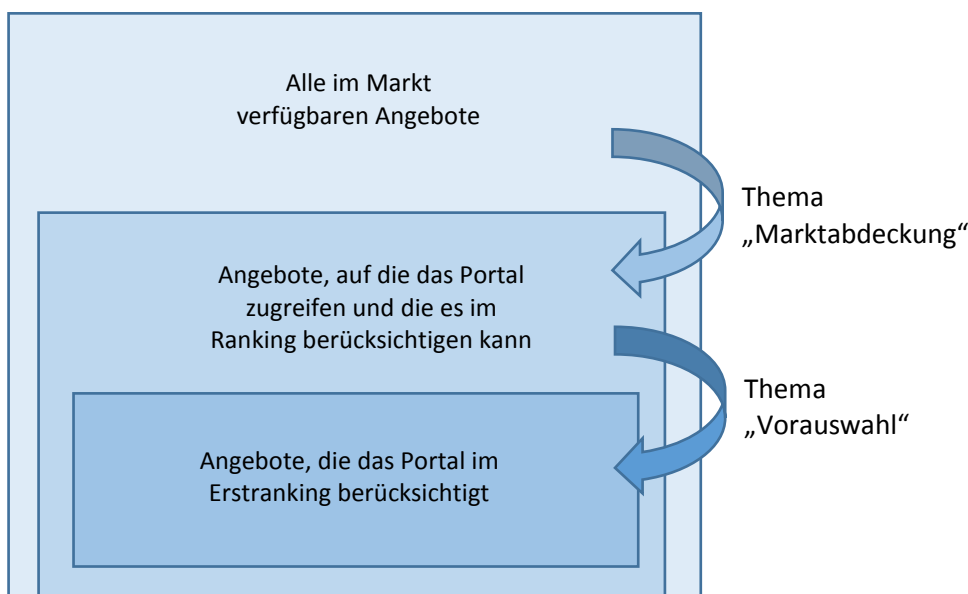 Alle im Markt
verfügbaren Angebote
Thema
„Marktabdeckung“
Angebote, auf die das Portal
zugreifen und die es im
Ranking berücksichtigen kann
Thema
„Vorauswahl“
Angebote, die das Portal im
Erstranking berücksichtigt